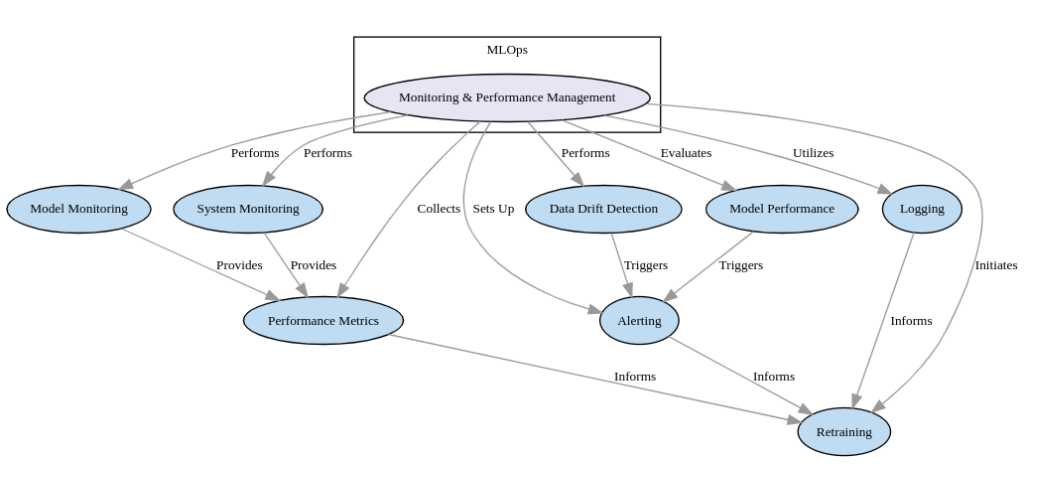 MLOps
Monitoring & Performance Management
Performs
Performs
Performs
Evaluates
Utilizes
Model Monitoring
System Monitoring
Collects
Sets Up
Data Drift Detection
Model Performance
Logging
Provides
Provides
Triggers
Triggers
Initiates
Performance Metrics
Alerting
Informs
Informs
Informs
Retraining